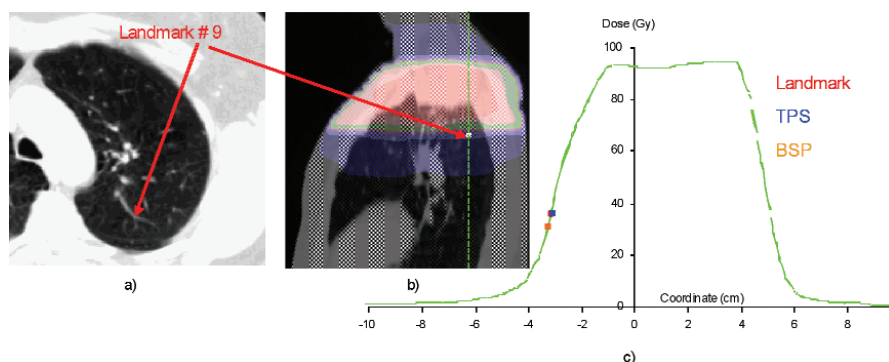 Landmark # 9
a)
b)
Dose (Gy)
100
80
60
40
20
0
Landmark
TPS
BSP
Coordinate (cm)
-10
-8
-6
-4
-2
0
2
4
6
8
c)